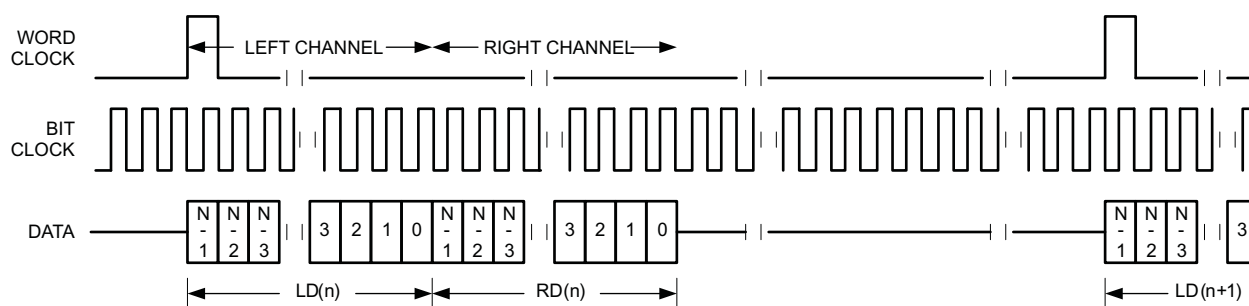 WORD
CLOCK
LEFT CHANNEL
RIGHT CHANNEL
BIT
CLOCK
DATA
N-1 N-2 N-3 3 2 1 0 N-1 N-2 N-3 3 2 1 0 N-1 N-2 N-3 3
LD(n)
RD(n)
LD(n+1)